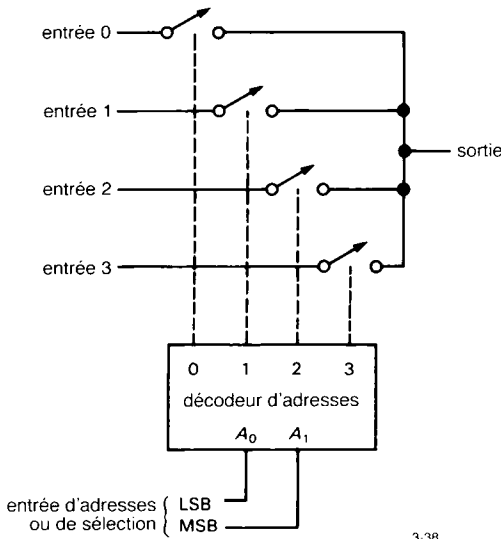 entrée 0
entrée 1
sortie
entrée 2
entrée 3
0 1 2 3
décodeur d'adresses
A0 A1
entrée d'adresses { LSB
ou de sélection { MSB
3-38